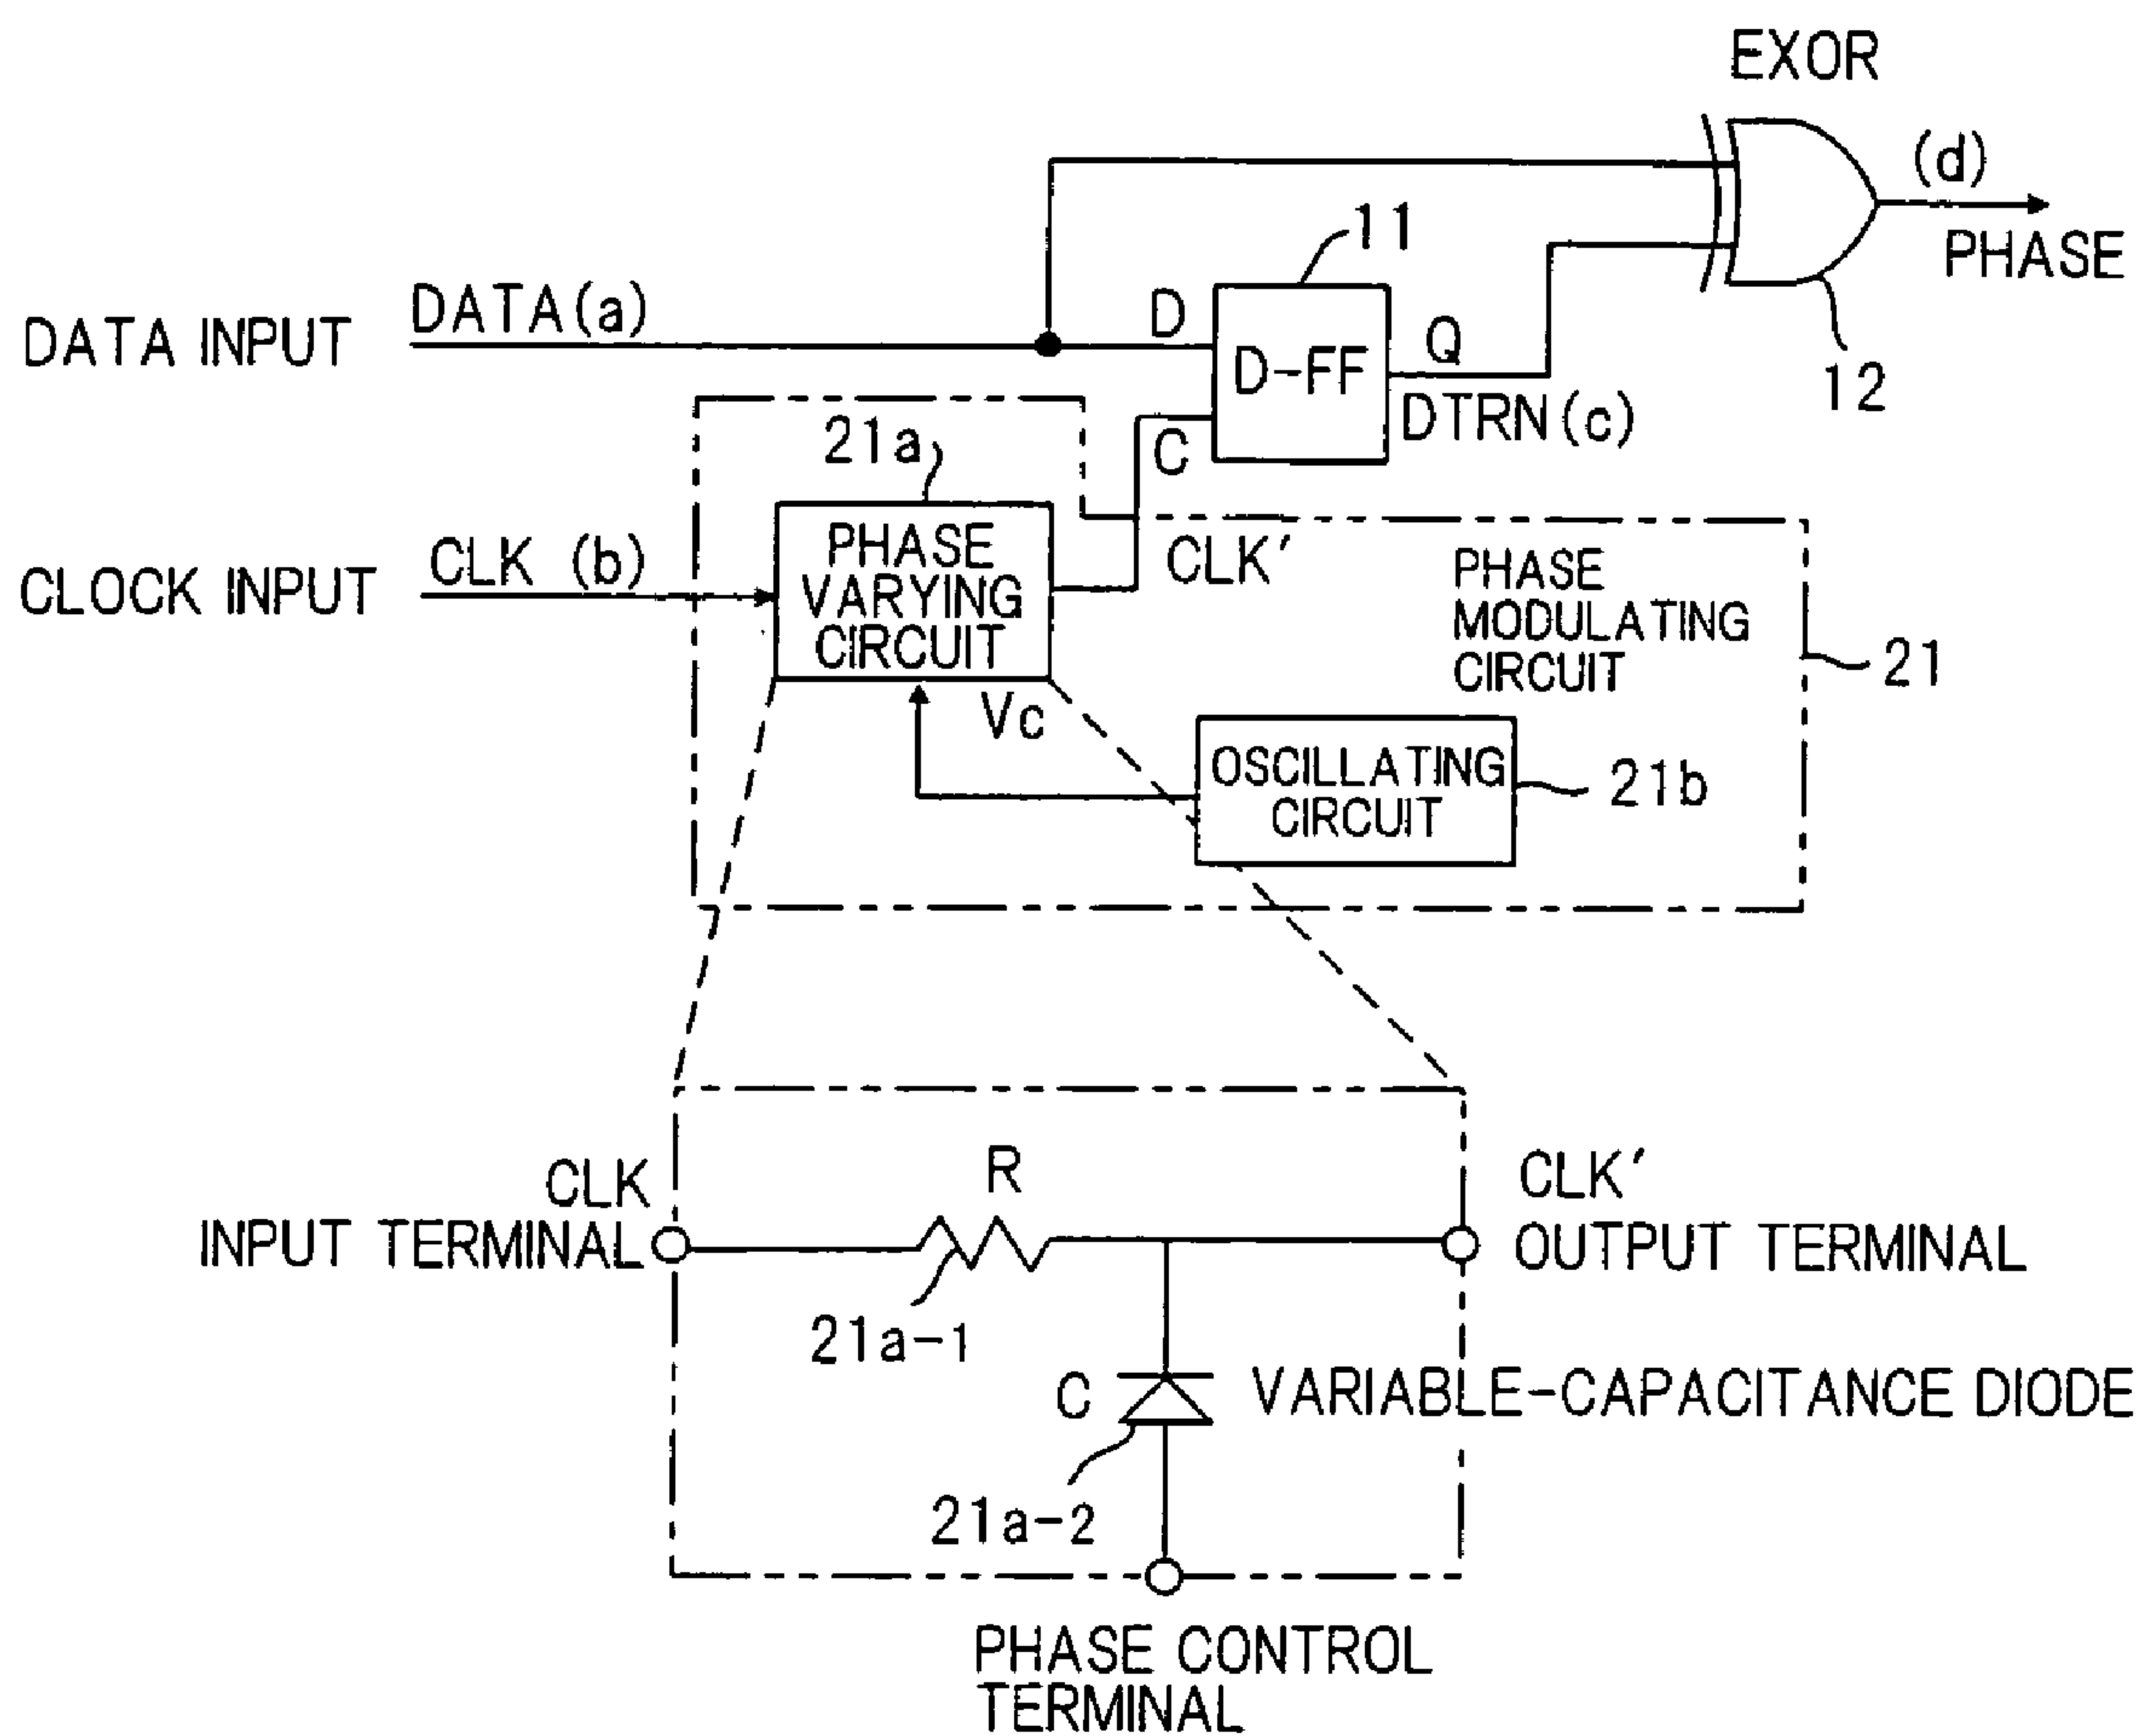 EXOR
(d)
PHASE
12
11
DATA INPUT
DATA(a)
D
D-FF
Q
DTRN(c)
C
21a
CLOCK INPUT
CLK (b)
PHASE
VARYING
CIRCUIT
CLK'
PHASE
MODULATING
CIRCUIT
21
Vc
OSCILLATING
CIRCUIT
21b
CLK
INPUT TERMINAL
R
21a-1
CLK'
OUTPUT TERMINAL
C
VARIABLE-CAPACITANCE DIODE
21a-2
PHASE CONTROL
TERMINAL